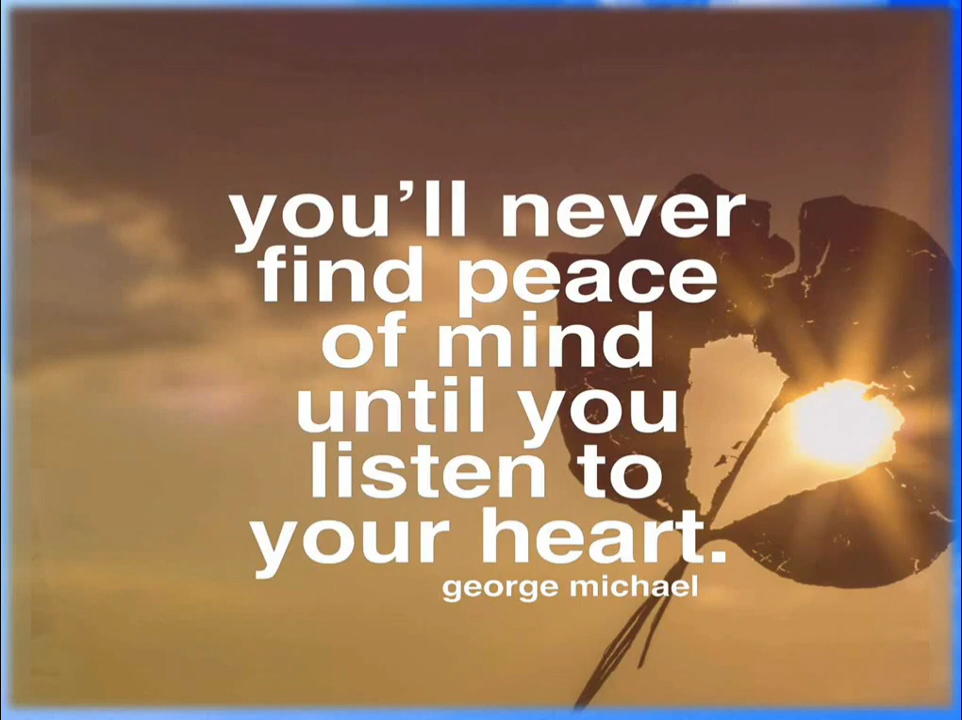 you’ll never
find peace
of mind
until you
listen to
your heart.
george michael